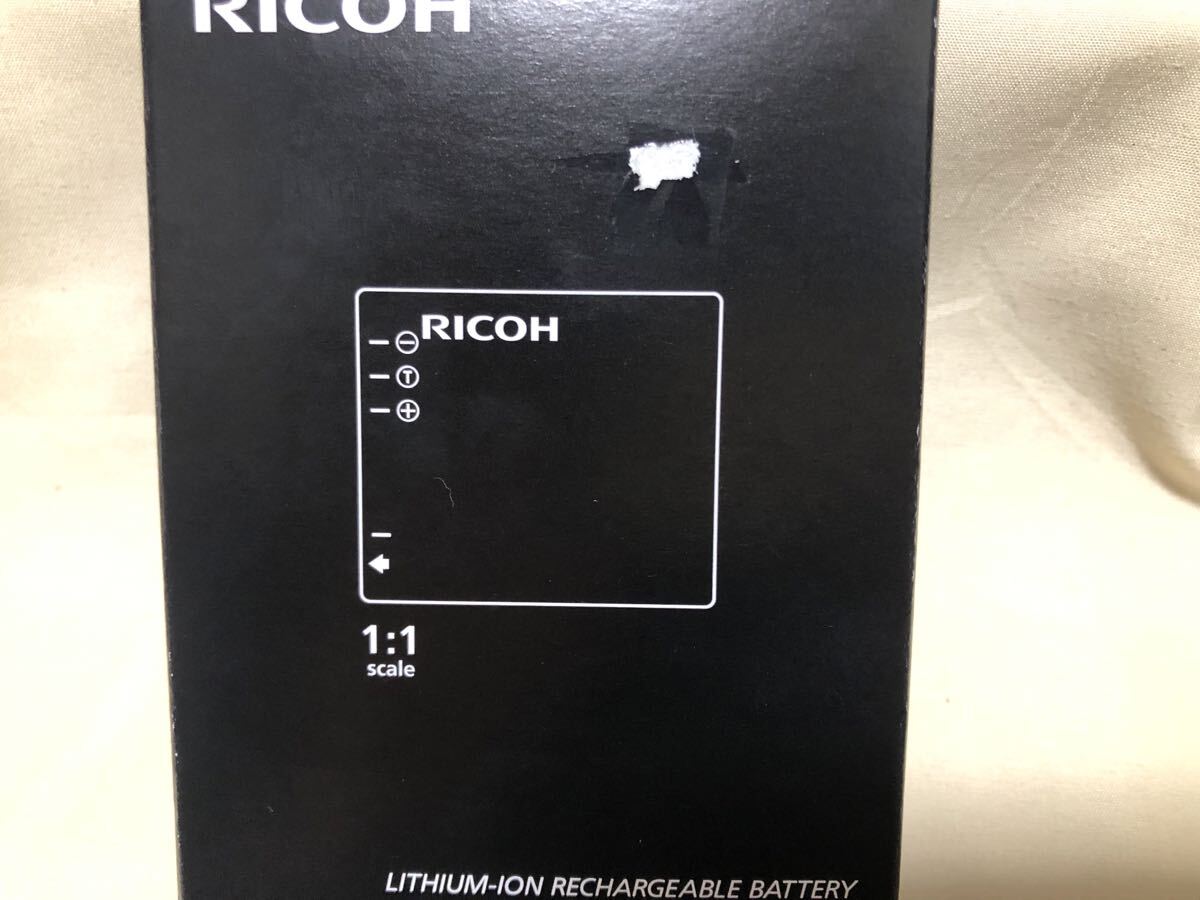 RICOH
RICOH
T
1:1
scale
LITHIUM-ION RECHARGEABLE BATTERY